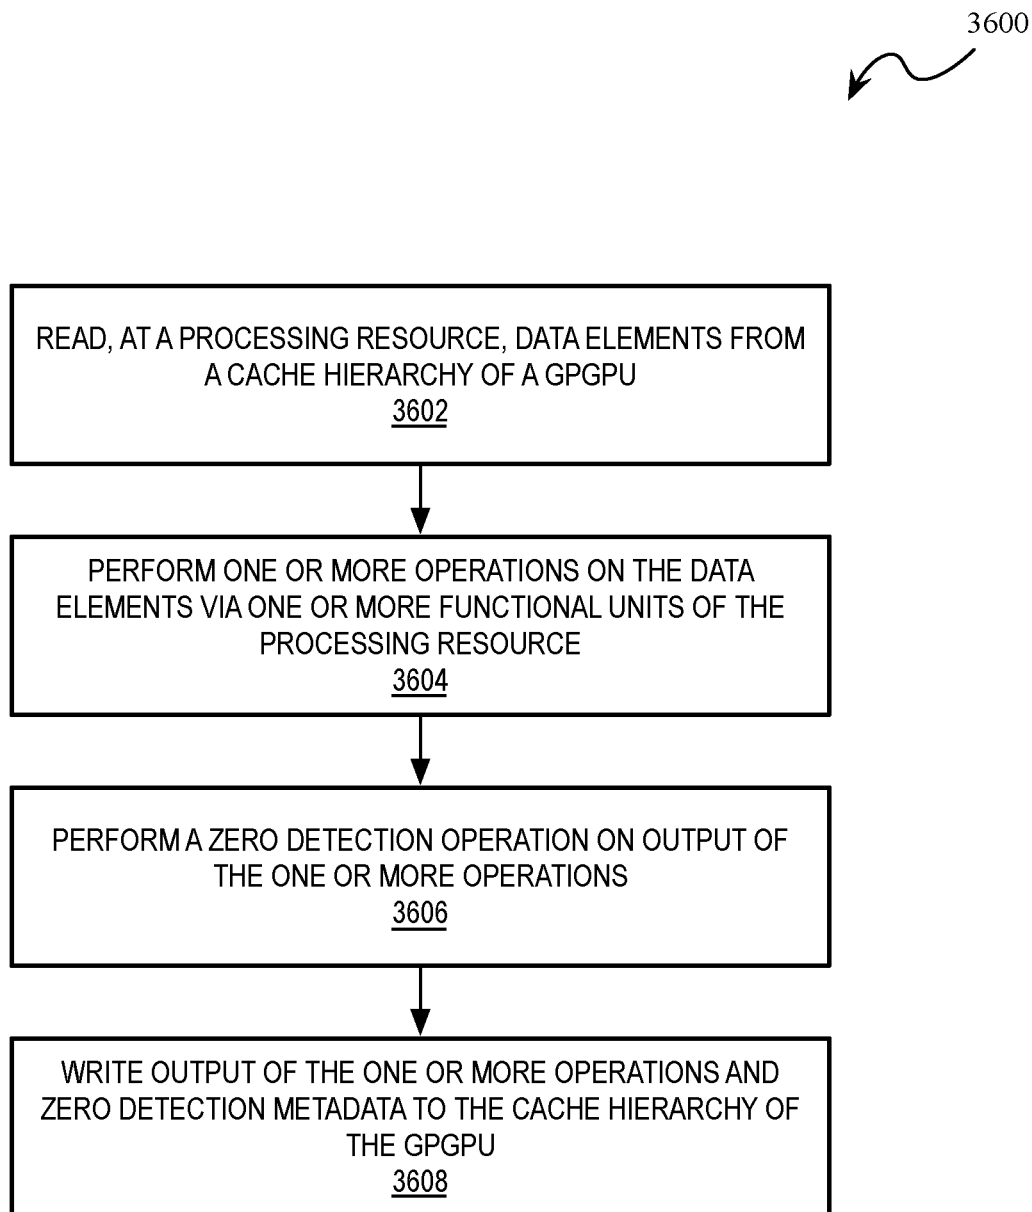 3600
READ, AT A PROCESSING RESOURCE, DATA ELEMENTS FROM
A CACHE HIERARCHY OF A GPGPU
3602
PERFORM ONE OR MORE OPERATIONS ON THE DATA
ELEMENTS VIA ONE OR MORE FUNCTIONAL UNITS OF THE
PROCESSING RESOURCE
3604
PERFORM A ZERO DETECTION OPERATION ON OUTPUT OF
THE ONE OR MORE OPERATIONS
3606
WRITE OUTPUT OF THE ONE OR MORE OPERATIONS AND
ZERO DETECTION METADATA TO THE CACHE HIERARCHY OF
THE GPGPU
3608